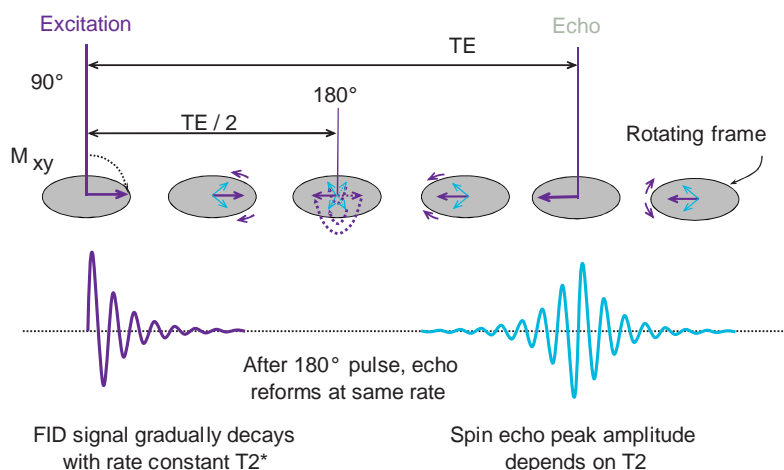 Excitation
Echo
TE
90°
180°
TE / 2
Mxy
Rotating frame
After 180° pulse, echo
reforms at same rate
FID signal gradually decays
with rate constant T2*
Spin echo peak amplitude
depends on T2